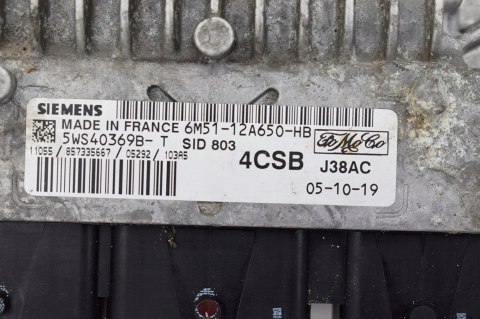 SIEMENS
MADE IN FRANCE 6M51-12A650-HB
5WS40369B- T SID 803
FoMoCo
11055 / 857335667 / 05292 / 103A5
4CSB J38AC
05-10-19